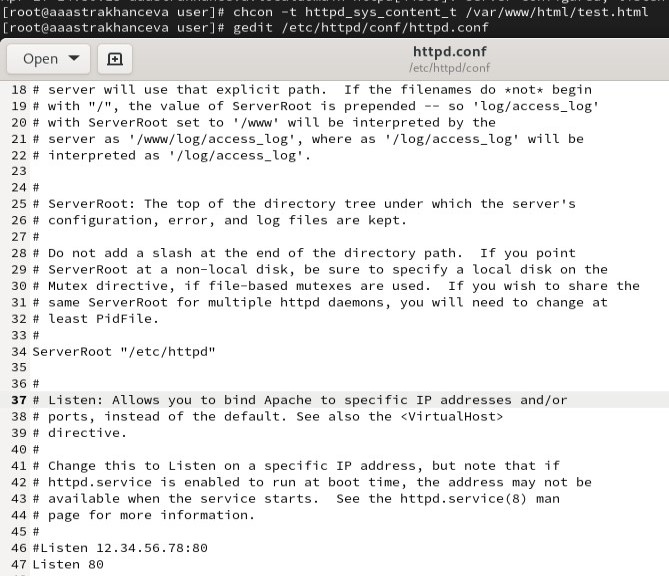 [root@aaastrakhanceva user]# chcon -t httpd_sys_content_t /var/www/html/test.html
[root@aaastrakhanceva user]# gedit /etc/httpd/conf/httpd.conf
Open
httpd.conf
/etc/httpd/conf
18 # server will use that explicit path.  If the filenames do *not* begin
19 # with "/", the value of ServerRoot is prepended -- so 'log/access_log'
20 # with ServerRoot set to '/www' will be interpreted by the
21 # server as '/www/log/access_log', where as '/log/access_log' will be
22 # interpreted as '/log/access_log'.
23
24 #
25 # ServerRoot: The top of the directory tree under which the server's
26 # configuration, error, and log files are kept.
27 #
28 # Do not add a slash at the end of the directory path.  If you point
29 # ServerRoot at a non-local disk, be sure to specify a local disk on the
30 # Mutex directive, if file-based mutexes are used.  If you wish to share the
31 # same ServerRoot for multiple httpd daemons, you will need to change at
32 # least PidFile.
33 #
34 ServerRoot "/etc/httpd"
35
36 #
37 # Listen: Allows you to bind Apache to specific IP addresses and/or
38 # ports, instead of the default. See also the <VirtualHost>
39 # directive.
40 #
41 # Change this to Listen on a specific IP address, but note that if
42 # httpd.service is enabled to run at boot time, the address may not be
43 # available when the service starts.  See the httpd.service(8) man
44 # page for more information.
45 #
46 #Listen 12.34.56.78:80
47 Listen 80